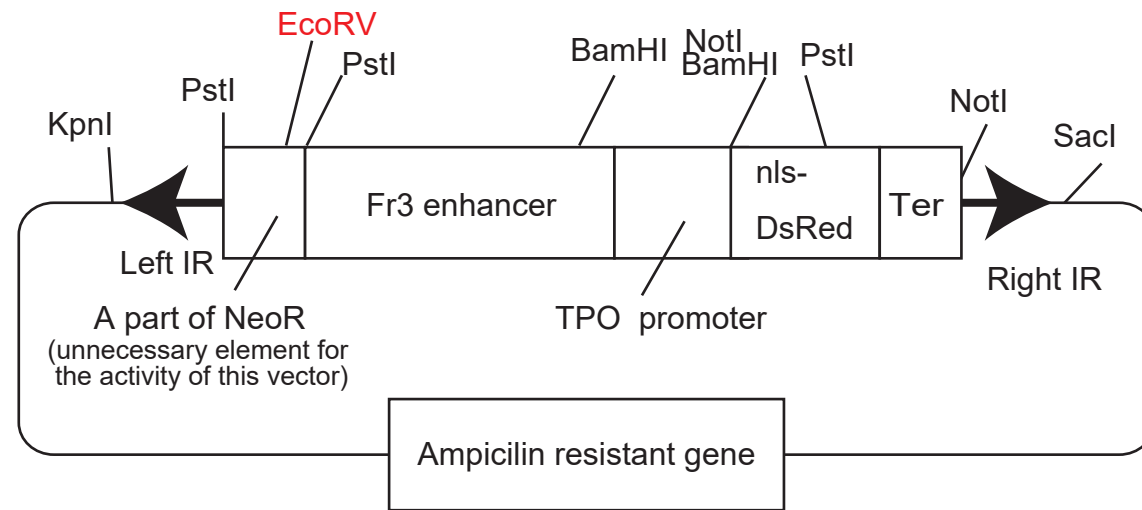 EcoRV
PstI
BamHI
NotI
BamHI
PstI
PstI
NotI
KpnI
SacI
Fr3 enhancer
nls-
DsRed
Ter
Left IR
Right IR
A part of NeoR
(unnecessary element for
the activity of this vector)
TPO promoter
Ampicilin resistant gene